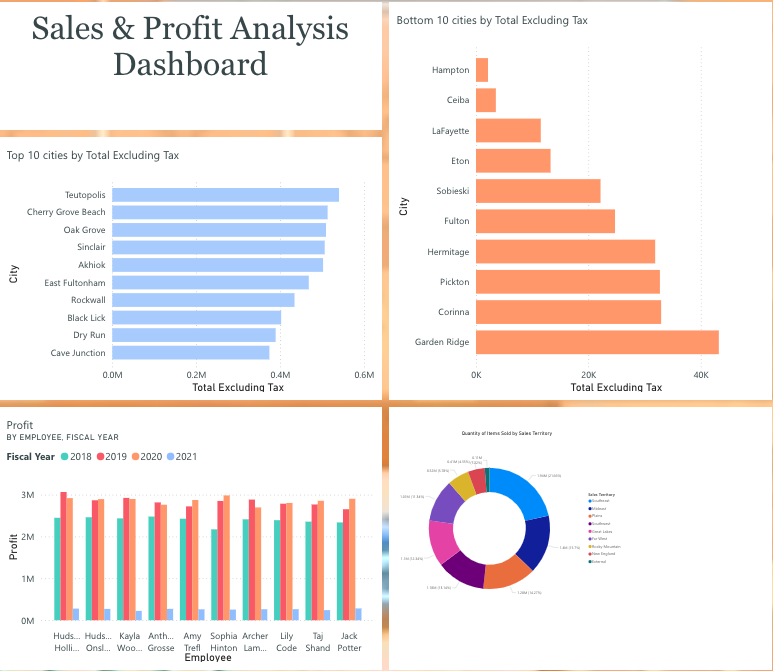 Sales & Profit Analysis
Dashboard
Top 10 cities by Total Excluding Tax
City
Teutopolis
Cherry Grove Beach
Oak Grove
Sinclair
Akhiok
East Fultonham
Rockwall
Black Lick
Dry Run
Cave Junction
0.0M 0.2M 0.4M 0.6M
Total Excluding Tax
Bottom 10 cities by Total Excluding Tax
City
Hampton
Ceiba
LaFayette
Eton
Sobieski
Fulton
Hermitage
Pickton
Corinna
Garden Ridge
0K 20K 40K
Total Excluding Tax
Profit
BY EMPLOYEE, FISCAL YEAR
Fiscal Year 2018 2019 2020 2021
Profit
3M
2M
1M
0M
Huds... Huds... Kayla Anth... Amy Sophia Archer Lily Taj Jack
Holli... Onsl... Woo... Grosse Trefl Hinton Lam... Code Shand Potter
Employee
Quantity of Items Sold by Sales Territory
Sales Territory
Southeast
Mideast
Plains
Southwest
Great Lakes
Far West
Rocky Mountain
New England
External